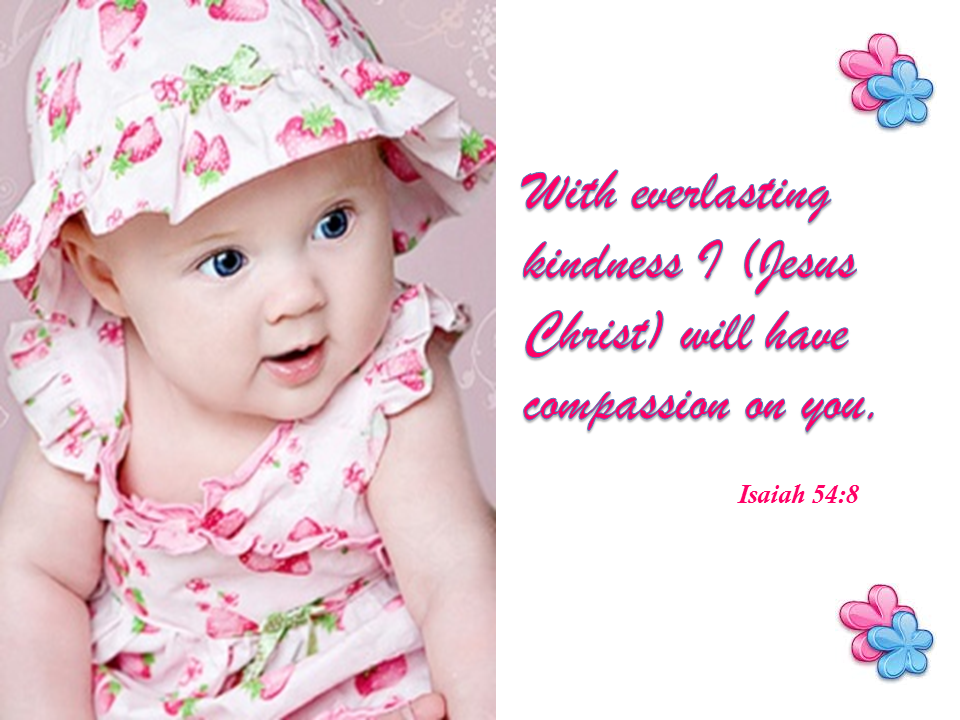 With everlasting
kindness I (Jesus
Christ) will have
compassion on you.
Isaiah 54:8